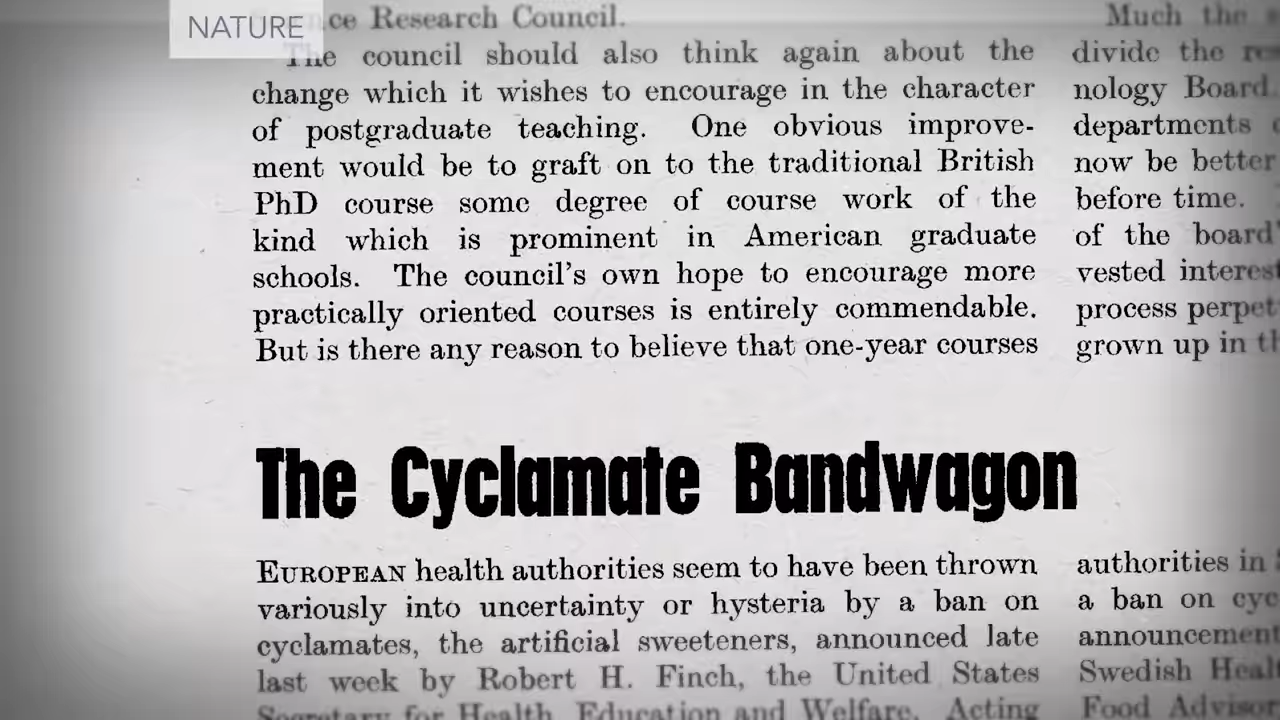 NATURE
ce Research Council.
The council should also think again about the
change which it wishes to encourage in the character
of postgraduate teaching. One obvious improve-
ment would be to graft on to the traditional British
PhD course some degree of course work of the
kind which is prominent in American graduate
schools. The council's own hope to encourage more
practically oriented courses is entirely commendable.
But is there any reason to believe that one-year courses
The Cyclamate Bandwagon
EUROPEAN health authorities seem to have been thrown
variously into uncertainty or hysteria by a ban on
cyclamates, the artificial sweeteners, announced late
last week by Robert H. Finch, the United States
Secretary for Health, Education and Welfare. Acting
Much the
divide the
nology Board
departments
now be better
before time.
of the board'
vested interest
process perpet
grown up in th
authorities in
a ban on cyc
announcement
Swedish Heal
Food Advisor